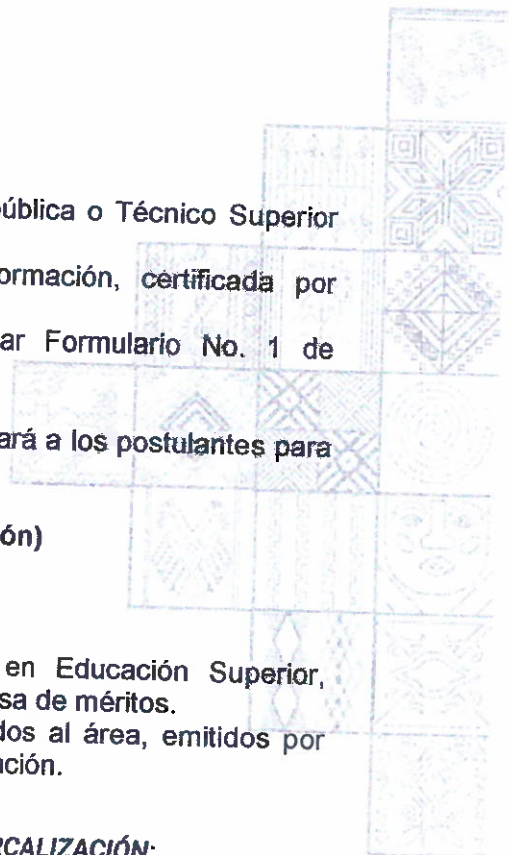 ública o Técnico Superior
ormación, certificada por
ar Formulario No. 1 de
ará a los postulantes para
ón)
en Educación Superior,
sa de méritos.
dos al área, emitidos por
ción.
RCALIZACIÓN: